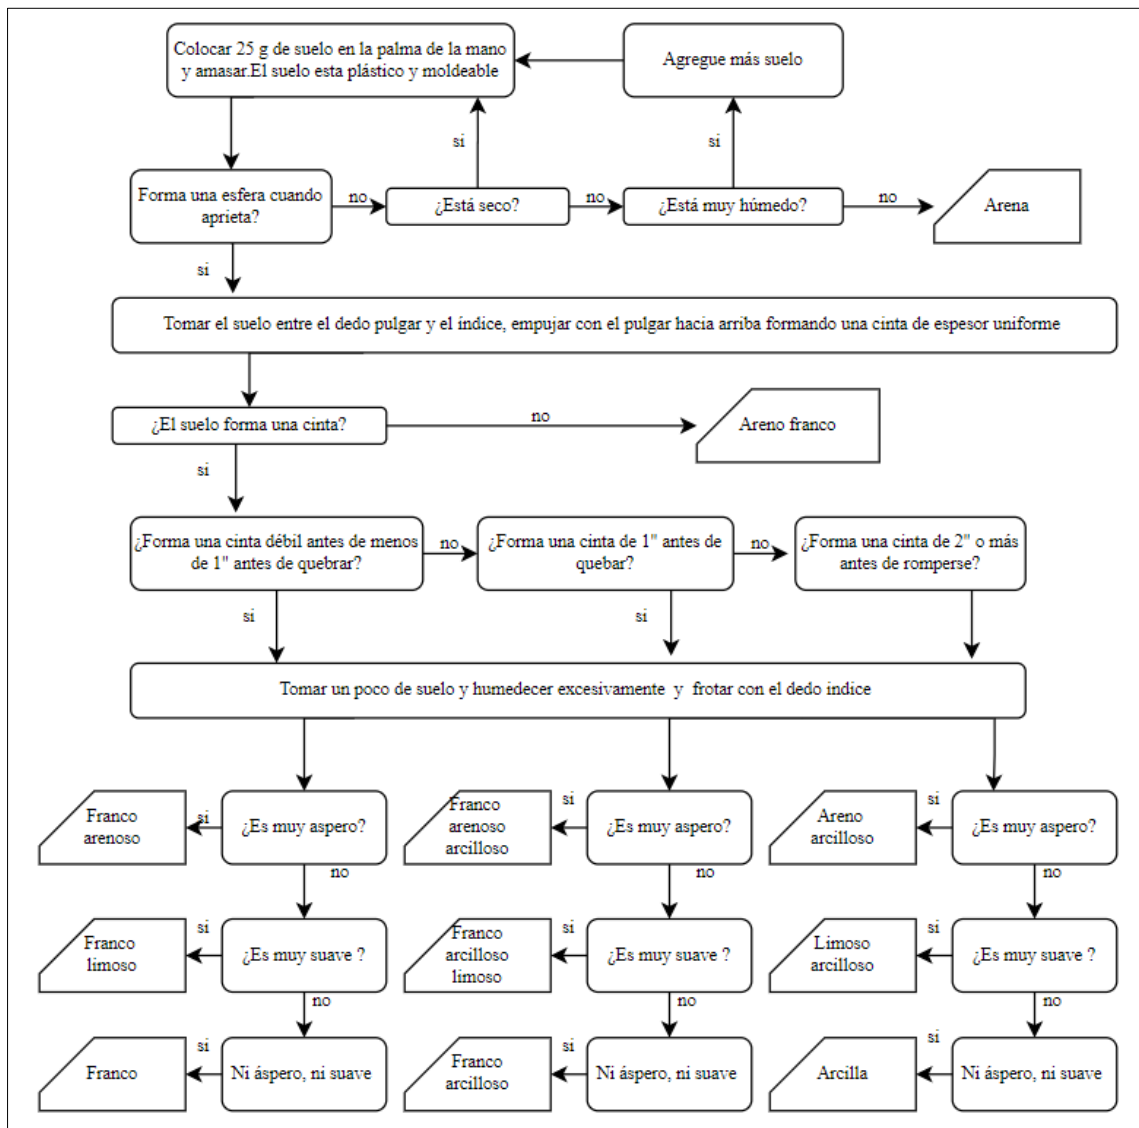 Colocar 25 g de suelo en la palma de la mano
y amasar.El suelo esta plástico y moldeable
Agregue más suelo
si
si
Forma una esfera cuando
aprieta?
no
¿Está seco?
no
¿Está muy húmedo?
no
Arena
si
Tomar el suelo entre el dedo pulgar y el índice, empujar con el pulgar hacia arriba formando una cinta de espesor uniforme
¿El suelo forma una cinta?
no
Areno franco
si
¿Forma una cinta débil antes de menos
de 1" antes de quebrar?
no
¿Forma una cinta de 1" antes de
quebar?
no
¿Forma una cinta de 2" o más
antes de romperse?
si
si
Tomar un poco de suelo y humedecer excesivamente y frotar con el dedo indice
Franco
arenoso
si
¿Es muy aspero?
Franco
arenoso
arcilloso
si
¿Es muy aspero?
Areno
arcilloso
si
¿Es muy aspero?
no
no
no
Franco
limoso
si
¿Es muy suave ?
Franco
arcilloso
limoso
si
¿Es muy suave ?
Limoso
arcilloso
si
¿Es muy suave ?
no
no
no
Franco
si
Ni áspero, ni suave
Franco
arcilloso
si
Ni áspero, ni suave
Arcilla
si
Ni áspero, ni suave